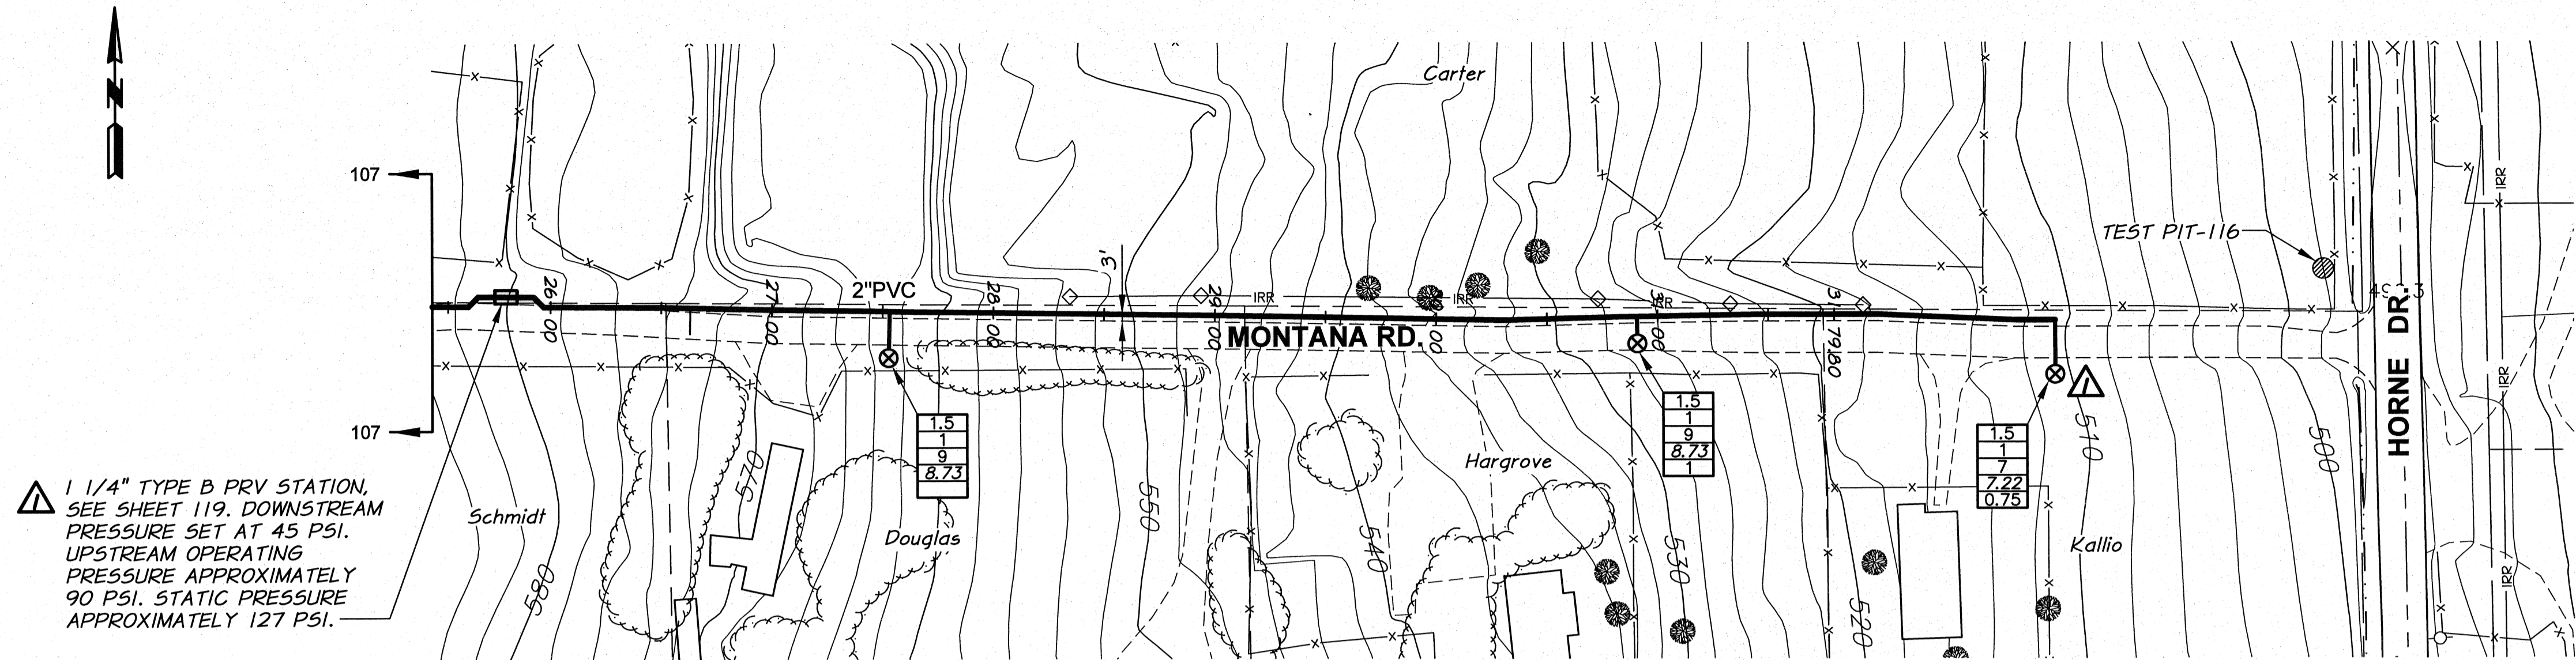 N
Carter
107
TEST PIT-116
IRR
3'
2"PVC
26+00
27+00
28+00
29+00
IRR
IRR
31+79.80
MONTANA RD.
HORNE DR.
107
1.5
1
9
8.73
1.5
1
9
8.73
1
1.5
1
7
7.22
0.75
1
510
500
IRR
570
550
540
530
520
580
Schmidt
Douglas
Hargrove
Kallio
IRR
1 1/4" TYPE B PRV STATION,
SEE SHEET 119. DOWNSTREAM
PRESSURE SET AT 45 PSI.
UPSTREAM OPERATING
PRESSURE APPROXIMATELY
90 PSI. STATIC PRESSURE
APPROXIMATELY 127 PSI.
1